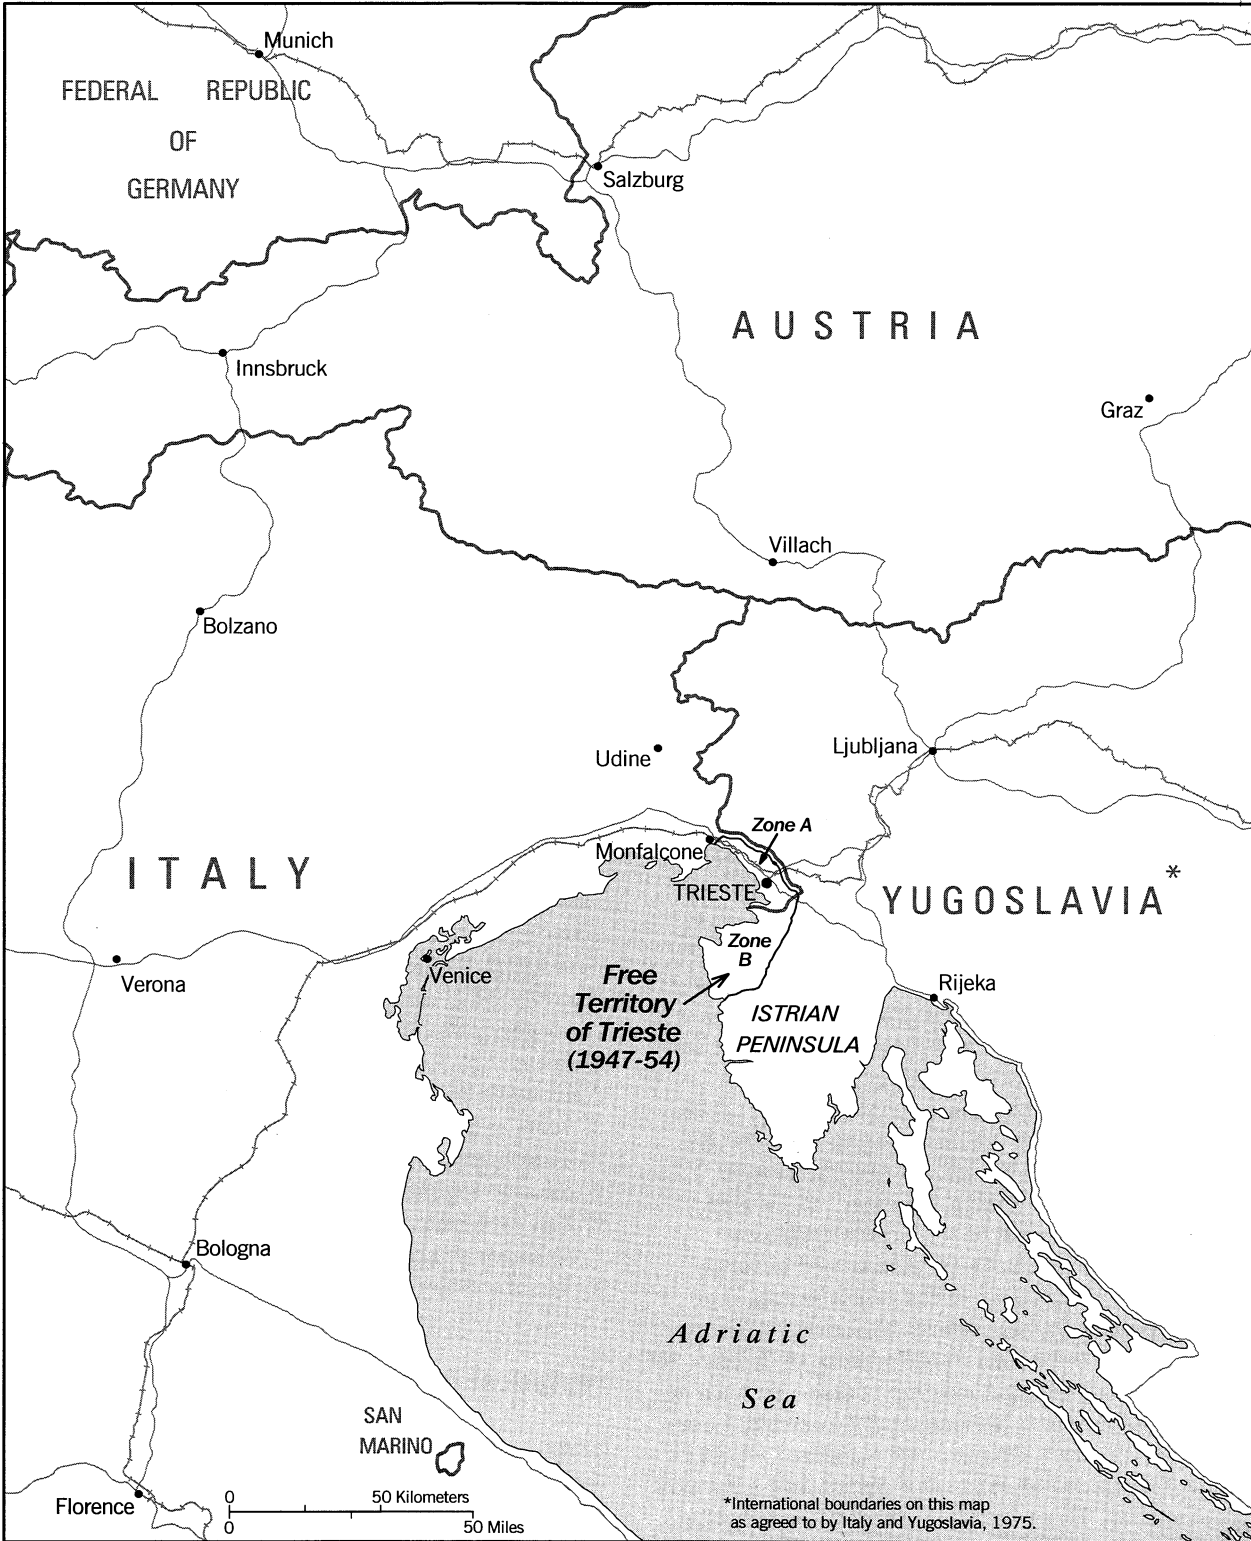 Munich
FEDERAL REPUBLIC
OF
GERMANY
Salzburg
AUSTRIA
Innsbruck
Graz
Villach
Bolzano
Udine
Ljubljana
Zone A
Monfalcone
ITALY
TRIESTE
YUGOSLAVIA*
Zone
B
Verona
Venice
Free
Territory
of Trieste
(1947-54)
Rijeka
ISTRIAN
PENINSULA
Bologna
Adriatic
Sea
SAN
MARINO
Florence
0 50 Kilometers
0 50 Miles
*International boundaries on this map
as agreed to by Italy and Yugoslavia, 1975.